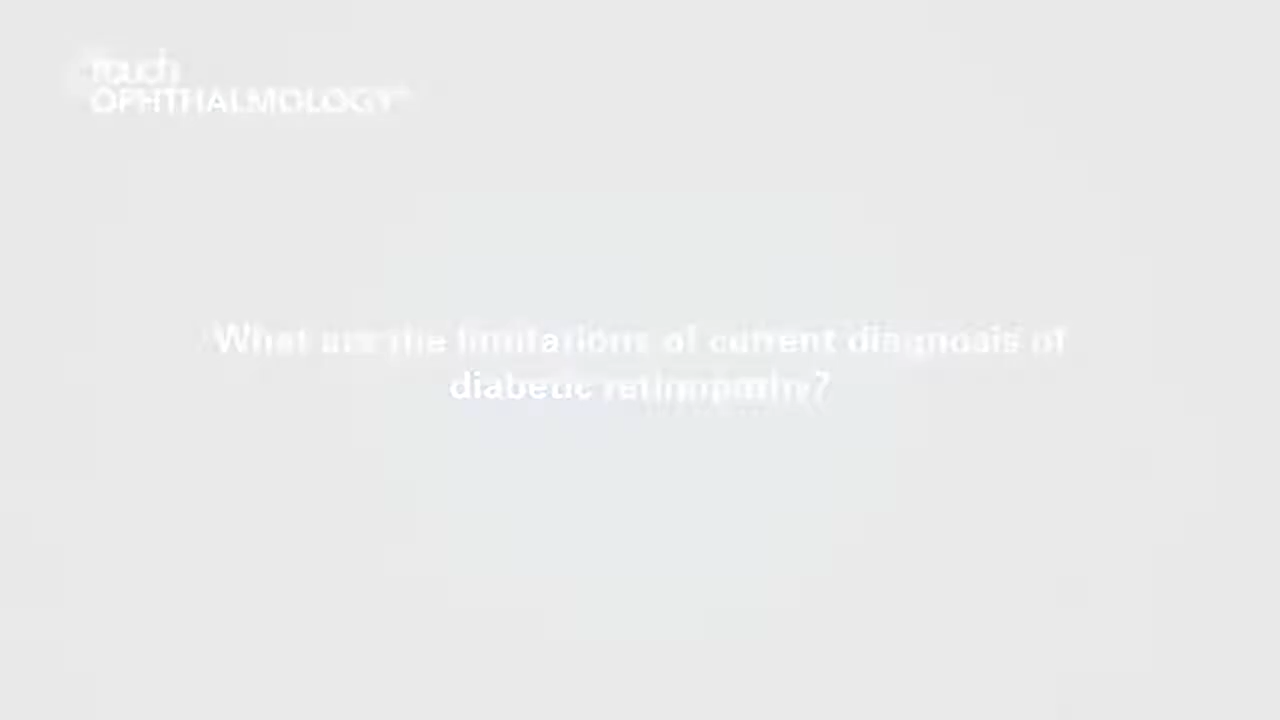 touch
OPHTHALMOLOGY
What are the limitations of current diagnosis of
diabetic retinopathy?